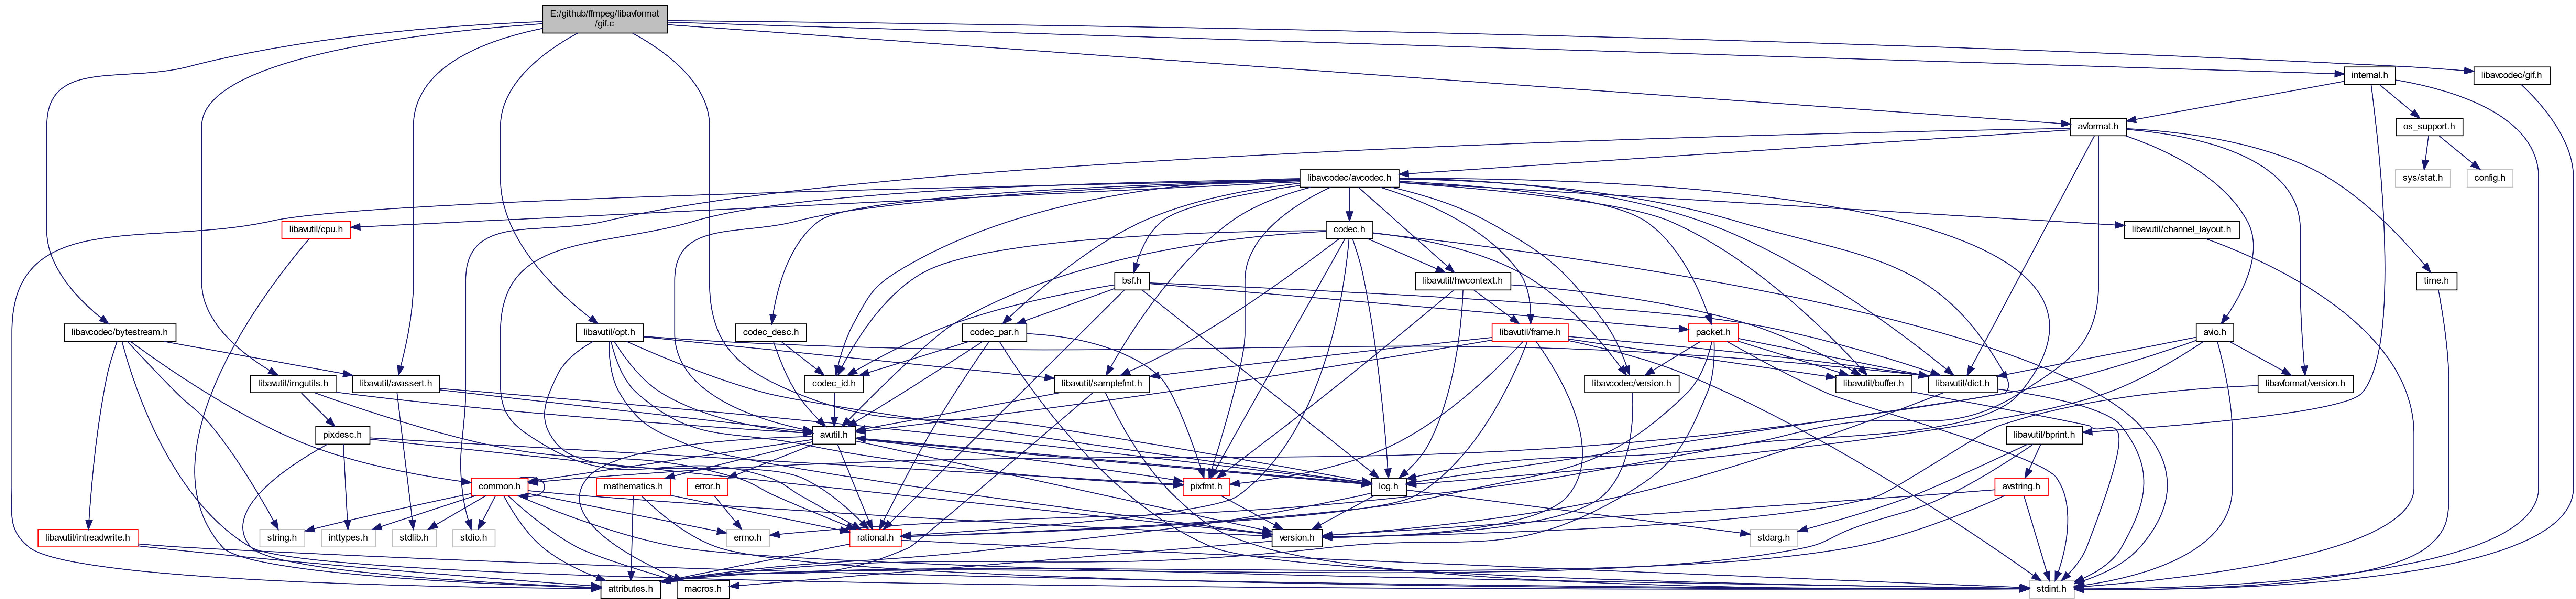 E:/github/ffmpeg/libavformat
/gif.c
internal.h
libavcodec/gif.h
avformat.h
os_support.h
libavcodec/avcodec.h
sys/stat.h
config.h
libavutil/cpu.h
codec.h
libavutil/channel_layout.h
bsf.h
libavutil/hwcontext.h
time.h
libavcodec/bytestream.h
libavutil/opt.h
codec_desc.h
codec_par.h
libavutil/frame.h
packet.h
avio.h
libavutil/imgutils.h
libavutil/avassert.h
codec_id.h
libavutil/samplefmt.h
libavcodec/version.h
libavutil/buffer.h
libavutil/dict.h
libavformat/version.h
pixdesc.h
avutil.h
libavutil/bprint.h
common.h
mathematics.h
error.h
pixfmt.h
log.h
avstring.h
libavutil/intreadwrite.h
string.h
inttypes.h
stdlib.h
stdio.h
errno.h
rational.h
version.h
stdarg.h
attributes.h
macros.h
stdint.h